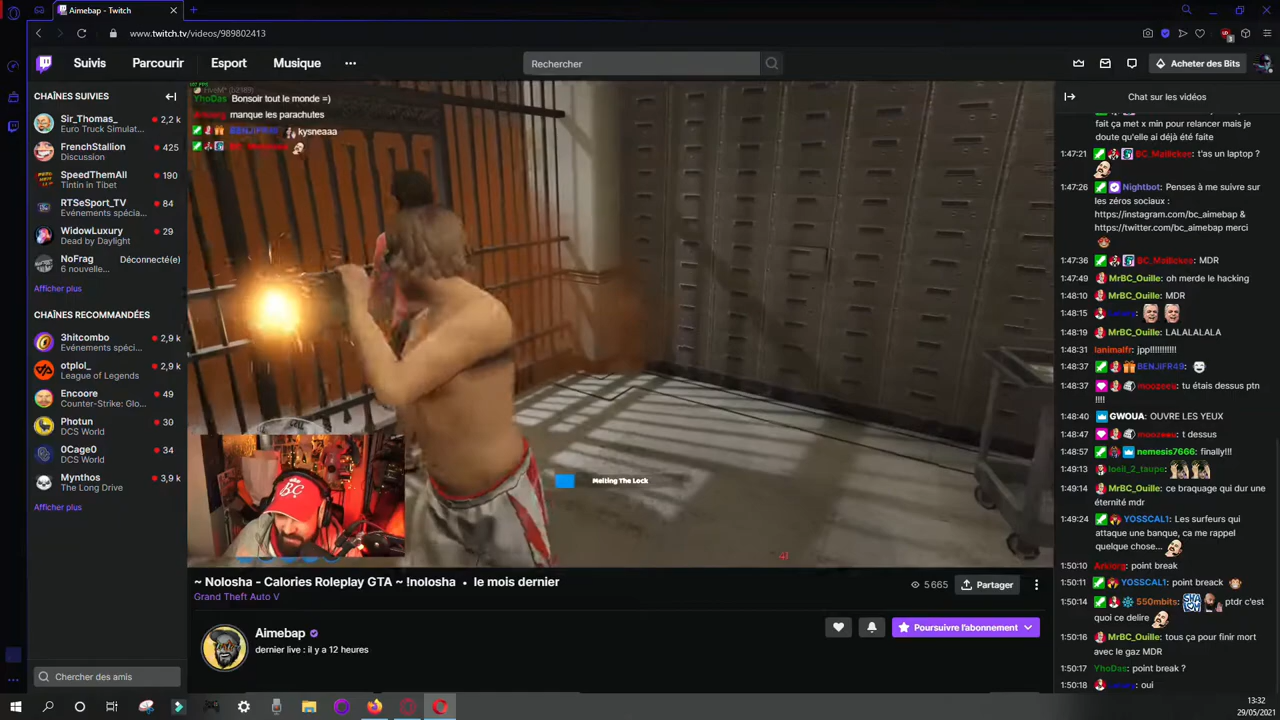 Aimebap - Twitch
www.twitch.tv/videos/989802413
Suivis
Parcourir
Esport
Musique
Rechercher
Acheter des Bits
CHAÎNES SUIVIES
Sir_Thomas_
2,2 k
Euro Truck Simulat...
FrenchStallion
425
Discussion
SpeedThemAll
190
Tintin in Tibet
RTSeSport_TV
84
Evénements spécia...
WidowLuxury
29
Dead by Daylight
NoFrag
Déconnecté(e)
6 nouvelle...
Afficher plus
CHAÎNES RECOMMANDÉES
3hitcombo
2,9 k
Evénements spéci...
otplol_
2,9 k
League of Legends
Encoore
49
Counter-Strike: Glo...
Photun
30
DCS World
0Cage0
34
DCS World
Mynthos
3,9 k
The Long Drive
Afficher plus
Chercher des amis
YhoDas Bonsoir tout le monde =)
manque les parachutes
BENJIFR49 kysneaaa
BC
Melting The Lock
41
~ Nolosha - Calories Roleplay GTA ~ !nolosha • le mois dernier
Grand Theft Auto V
5 665
Partager
Aimebap
dernier live : il y a 12 heures
Poursuivre l'abonnement
Chat sur les vidéos
fait ça met x min pour relancer mais je
doute qu'elle ai déjà été faite
1:47:21 BC_Mallickee: t'as un laptop ?
1:47:26 Nightbot: Penses à me suivre sur
les zéros sociaux :
https://instagram.com/bc_aimebap &
https://twitter.com/bc_aimebap merci
1:47:36 BC_Mallickee: MDR
1:47:49 MrBC_Ouille: oh merde le hacking
1:48:10 MrBC_Ouille: MDR
1:48:15
1:48:19 MrBC_Ouille: LALALALALA
1:48:31 lanimalfr: jpp!!!!!!!!!!!
1:48:37 BENJIFR49:
1:48:37 moozeeu: tu étais dessus ptn
!!!!
1:48:40 GWOUA: OUVRE LES YEUX
1:48:47 moozeeu: t dessus
1:48:57 nemesis7666: finally!!!
1:49:13 loeil_2_taupe:
1:49:14 MrBC_Ouille: ce braquage qui dur une
éternité mdr
1:49:24 YOSSCAL1: Les surfeurs qui
attaque une banque, ca me rappel
quelque chose...
1:50:10 Arklorg: point break
1:50:11 YOSSCAL1: point breack
1:50:14 550mbits: ptdr c'est
quoi ce delire
1:50:16 MrBC_Ouille: tous ça pour finir mort
avec le gaz MDR
1:50:17 YhoDas: point break ?
1:50:18 oui
13:32
29/05/2021